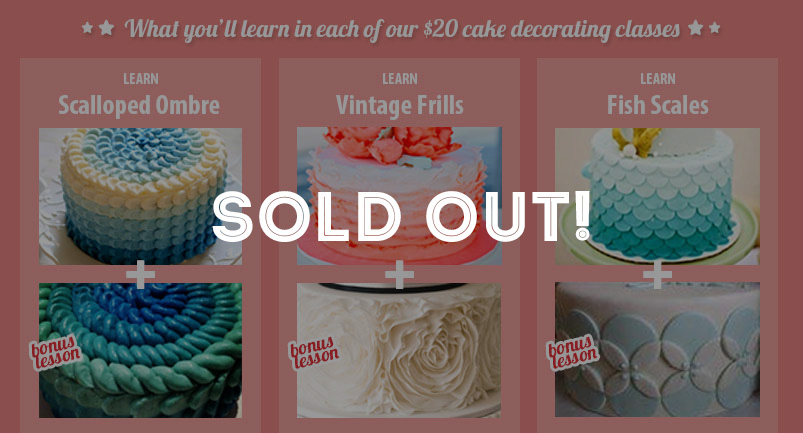 What you'll learn in each of our $20 cake decorating classes
LEARN
Scalloped Ombre
LEARN
Vintage Frills
LEARN
Fish Scales
SOLD OUT!
+
+
+
bonus
lesson
bonus
lesson
bonus
lesson